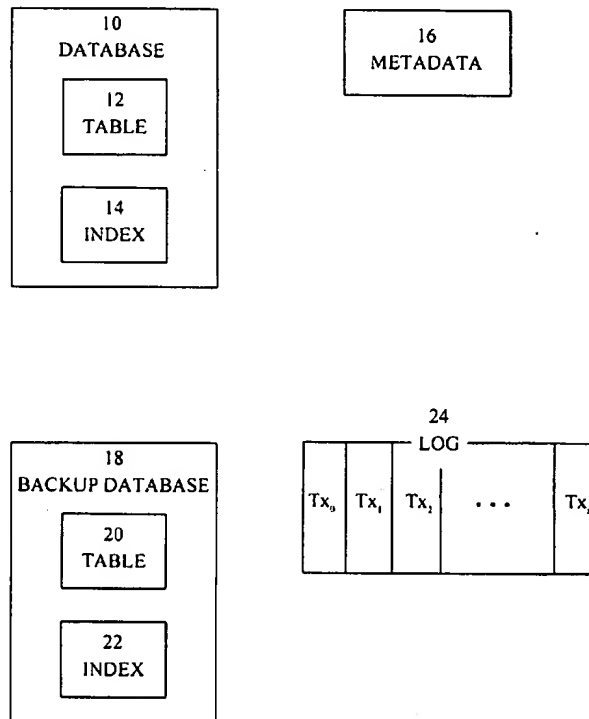 10
DATABASE
12
TABLE
14
INDEX
16
METADATA
18
BACKUP DATABASE
20
TABLE
22
INDEX
24
LOG
Tx₀ Tx₁ Tx₂ • • • Tx